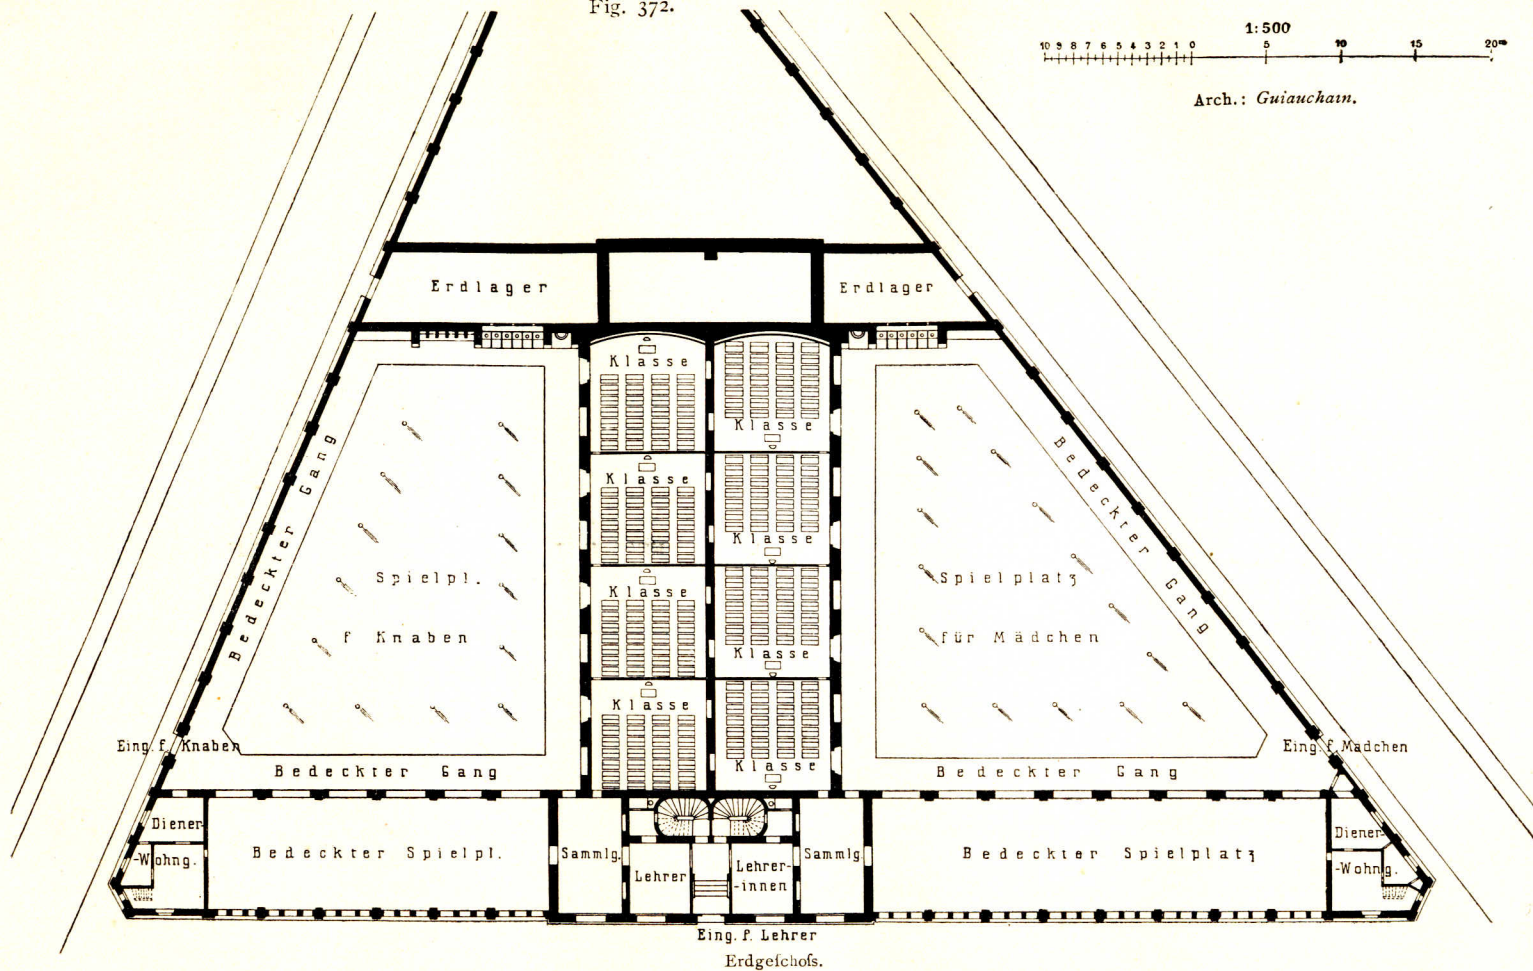 Fig. 372.
1:500
10 9 8 7 6 5 4 3 2 1 0 5 10 15 20m
Arch.: Guiauchain.
Erdlager
Erdlager
Klasse
Klasse
Klasse
Klasse
Klasse
Klasse
Klasse
Klasse
Bedeckter Gang
Bedeckter Gang
Spielpl.
f Knaben
Spielplatz
für Mädchen
Eing. f. Knaben
Eing. f. Mädchen
Bedeckter Gang
Bedeckter Gang
Diener-
-Wohng.
Bedeckter Spielpl.
Sammlg.
Lehrer
Lehrer-
-innen
Sammlg.
Bedeckter Spielplatz
Diener-
-Wohng.
Eing. f. Lehrer
Erdgeſchoſs.